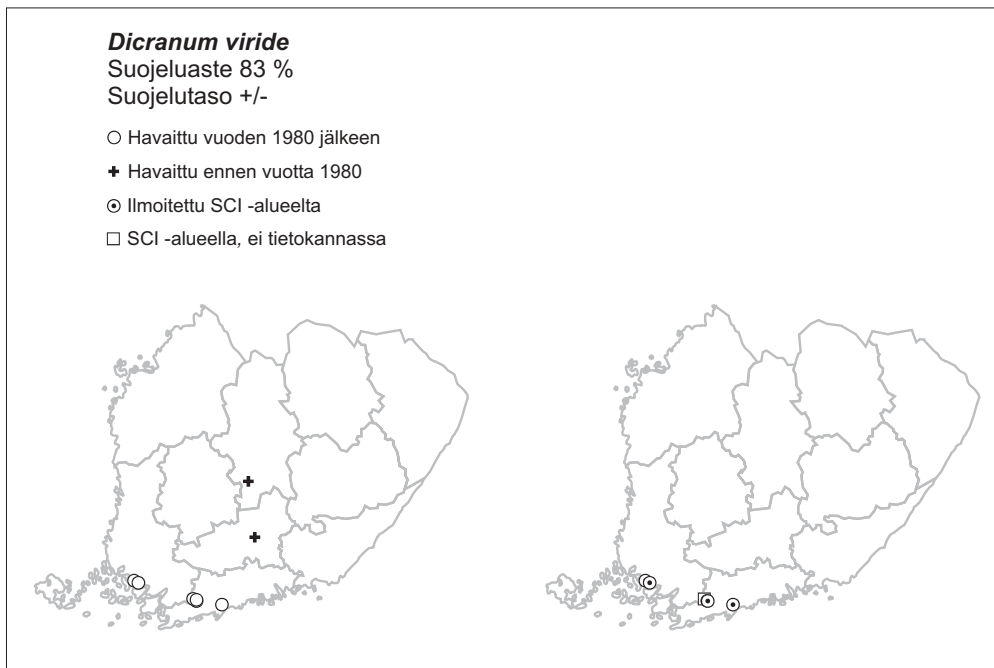 Dicranum viride
Suojeluaste 83 %
Suojelutaso +/-
Havaittu vuoden 1980 jälkeen
Havaittu ennen vuotta 1980
Ilmoitettu SCI -alueelta
SCI -alueella, ei tietokannassa